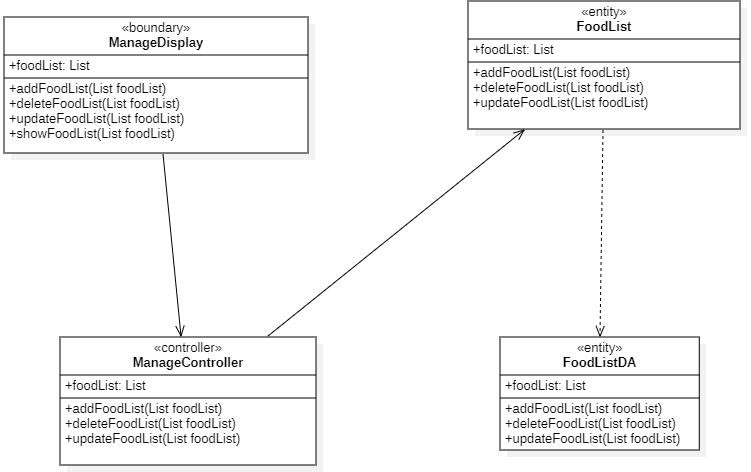 «boundary»
ManageDisplay
+foodList: List
+addFoodList(List foodList)
+deleteFoodList(List foodList)
+updateFoodList(List foodList)
+showFoodList(List foodList)
«entity»
FoodList
+foodList: List
+addFoodList(List foodList)
+deleteFoodList(List foodList)
+updateFoodList(List foodList)
«controller»
ManageController
+foodList: List
+addFoodList(List foodList)
+deleteFoodList(List foodList)
+updateFoodList(List foodList)
«entity»
FoodListDA
+foodList: List
+addFoodList(List foodList)
+deleteFoodList(List foodList)
+updateFoodList(List foodList)